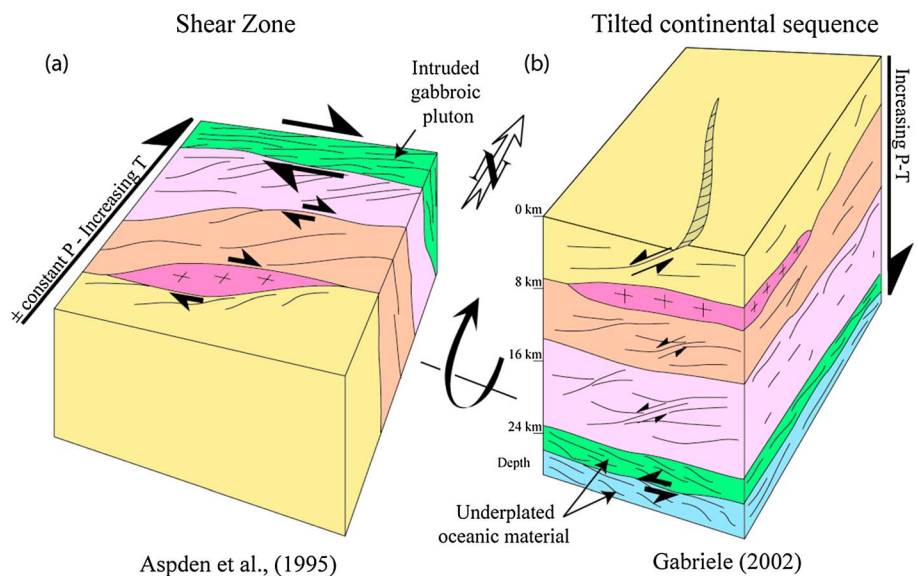 Shear Zone
Tilted continental sequence
(a)
Intruded
gabbroic
pluton
(b)
± constant P - Increasing T
N
Increasing P-T
0 km
8 km
16 km
24 km
Depth
Underplated
oceanic material
Aspden et al., (1995)
Gabriele (2002)